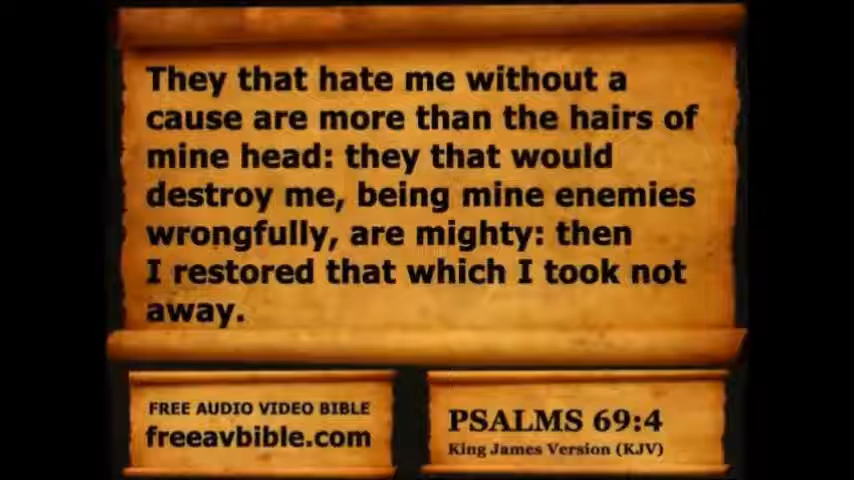 They that hate me without a
cause are more than the hairs of
mine head: they that would
destroy me, being mine enemies
wrongfully, are mighty: then
I restored that which I took not
away.
FREE AUDIO VIDEO BIBLE
freeavbible.com
PSALMS 69:4
King James Version (KJV)